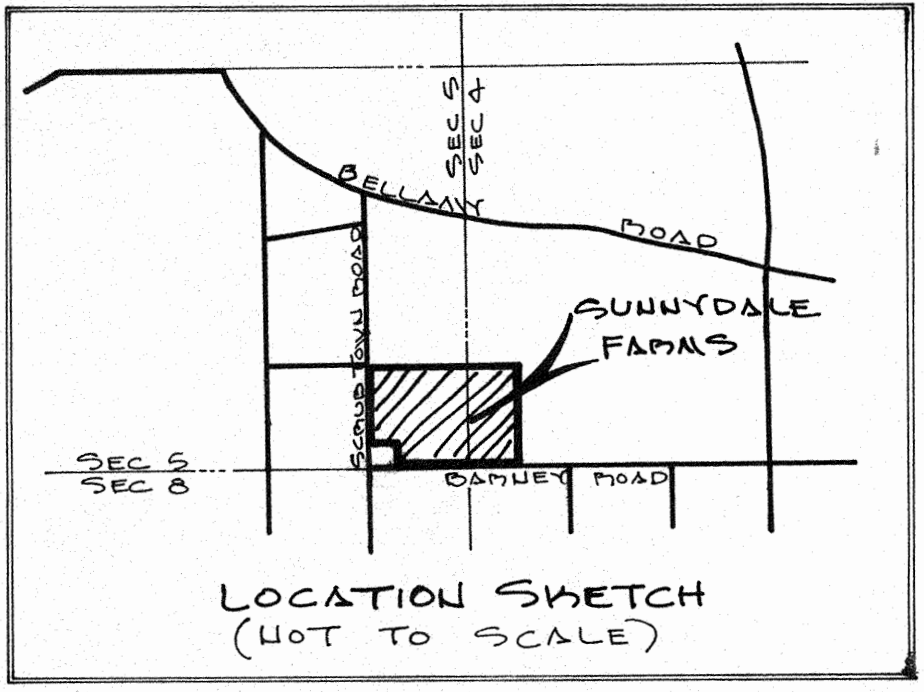 SEC 5
SEC 4
BELLAMY ROAD
SCRUB TOWN ROAD
SUNNYDALE
FARMS
SEC 5
SEC 8
BARNEY ROAD
LOCATION SKETCH
(NOT TO SCALE)